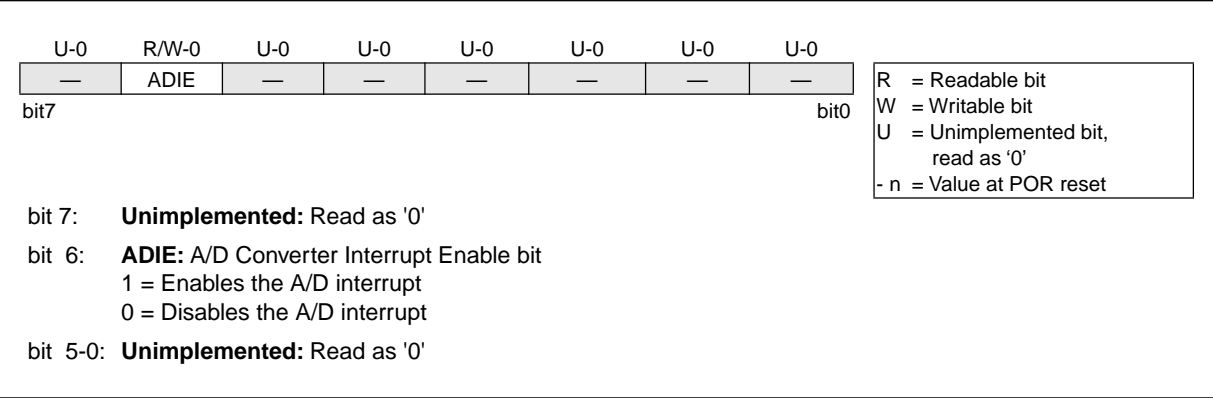 U-0 R/W-0 U-0 U-0 U-0 U-0 U-0 U-0
— ADIE — — — — — —
bit7 bit0
R = Readable bit
W = Writable bit
U = Unimplemented bit,
read as ‘0’
- n = Value at POR reset
bit 7: Unimplemented: Read as '0'
bit 6: ADIE: A/D Converter Interrupt Enable bit
1 = Enables the A/D interrupt
0 = Disables the A/D interrupt
bit 5-0: Unimplemented: Read as '0'